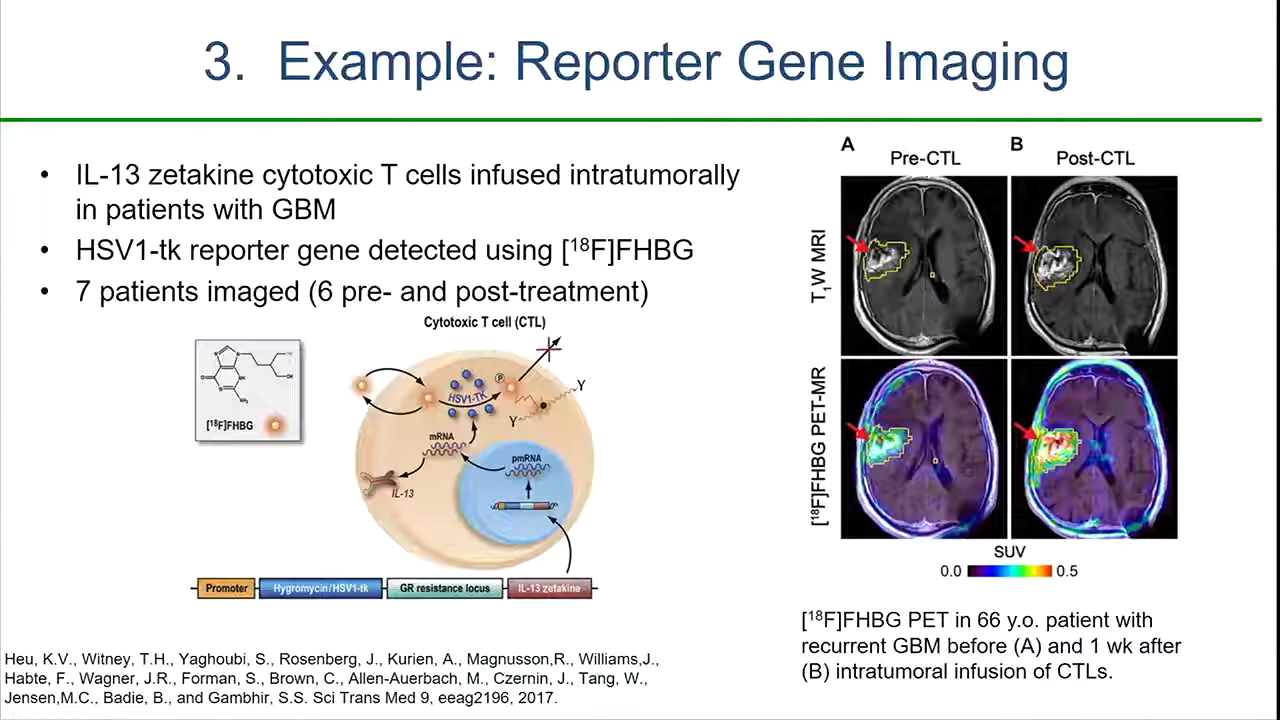 3. Example: Reporter Gene Imaging
• IL-13 zetakine cytotoxic T cells infused intratumorally
in patients with GBM
• HSV1-tk reporter gene detected using [¹⁸F]FHBG
• 7 patients imaged (6 pre- and post-treatment)
Cytotoxic T cell (CTL)
[¹⁸F]FHBG
HSV1-TK
P
Y
Y
mRNA
pmRNA
IL-13
Promoter
Hygromycin/HSV1-tk
GR resistance locus
IL-13 zetakine
Heu, K.V., Witney, T.H., Yaghoubi, S., Rosenberg, J., Kurien, A., Magnusson,R., Williams,J.,
Habte, F., Wagner, J.R., Forman, S., Brown, C., Allen-Auerbach, M., Czernin, J., Tang, W.,
Jensen,M.C., Badie, B., and Gambhir, S.S. Sci Trans Med 9, eeag2196, 2017.
A
Pre-CTL
B
Post-CTL
T₁W MRI
[¹⁸F]FHBG PET-MR
SUV
0.0
0.5
[¹⁸F]FHBG PET in 66 y.o. patient with
recurrent GBM before (A) and 1 wk after
(B) intratumoral infusion of CTLs.